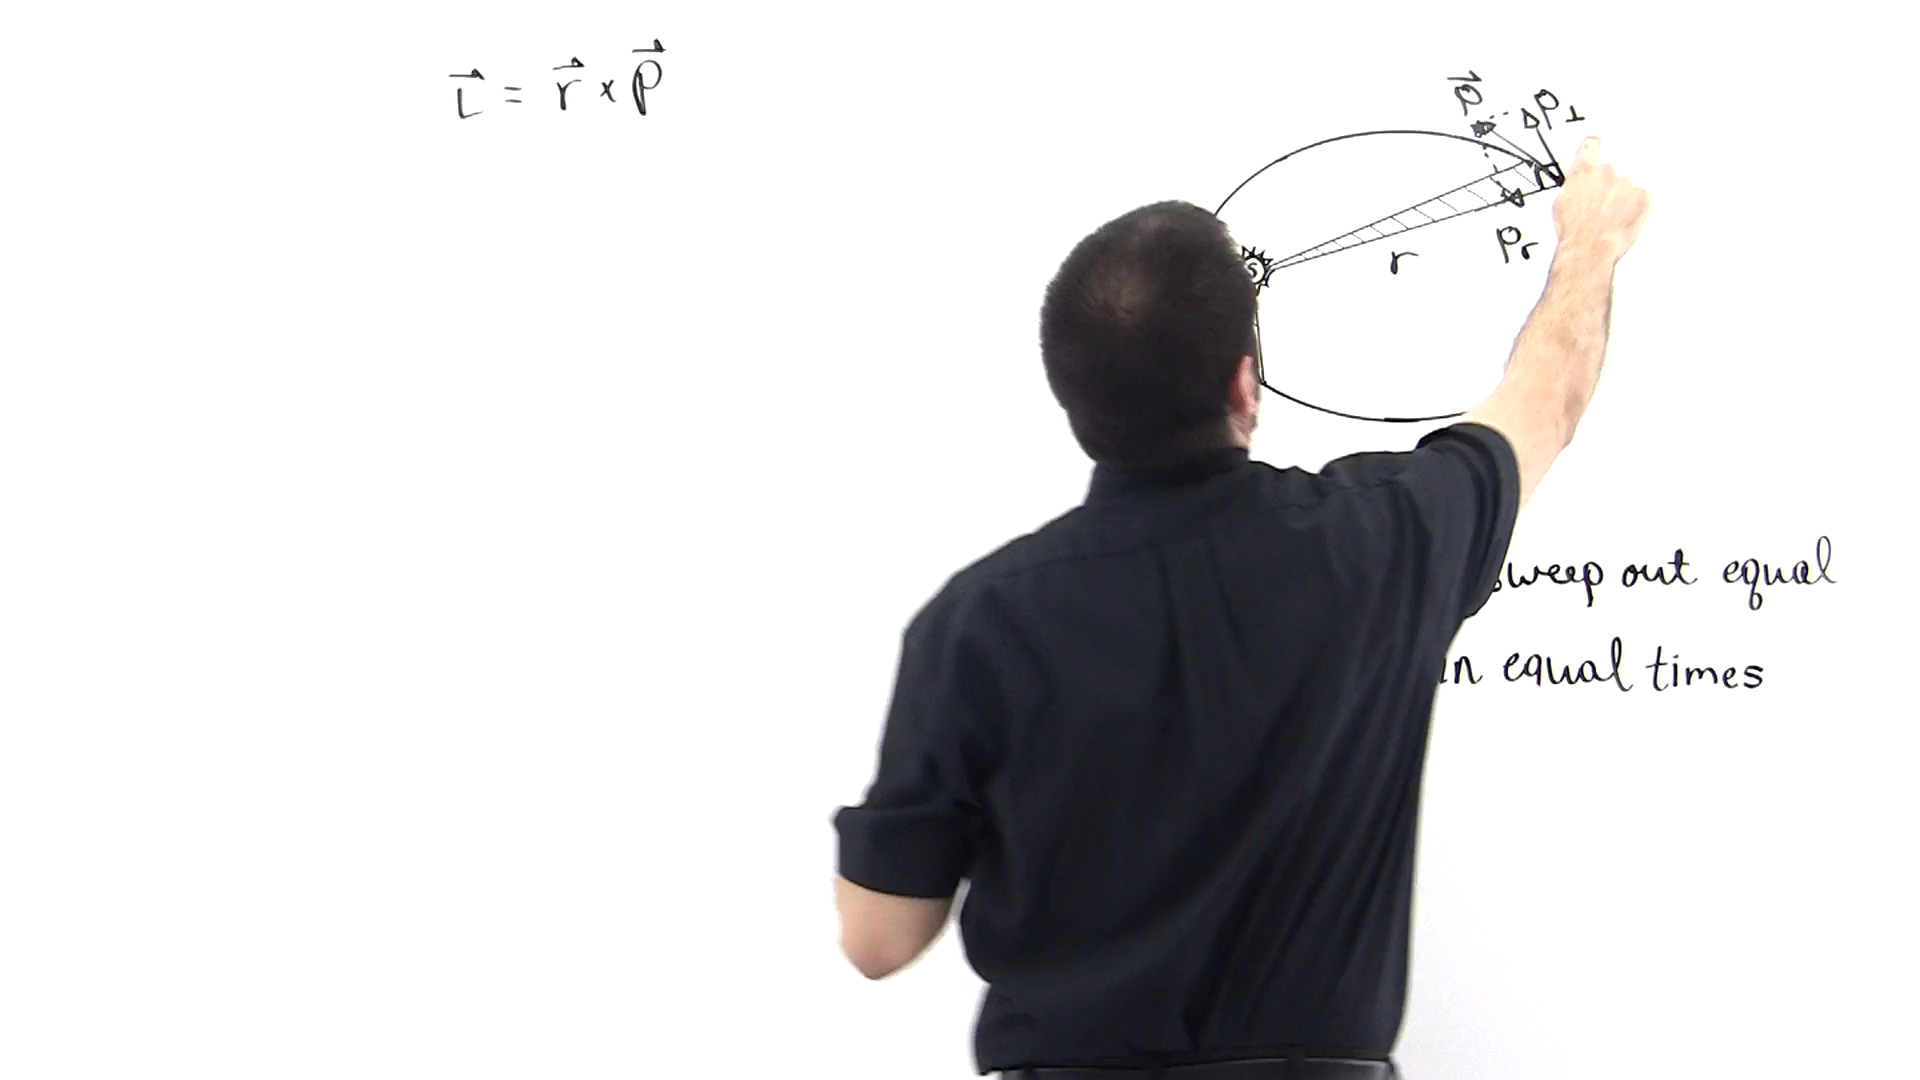 L⃗ = r⃗ × p⃗
p⃗ p⊥
S
r pr
sweep out equal
in equal times